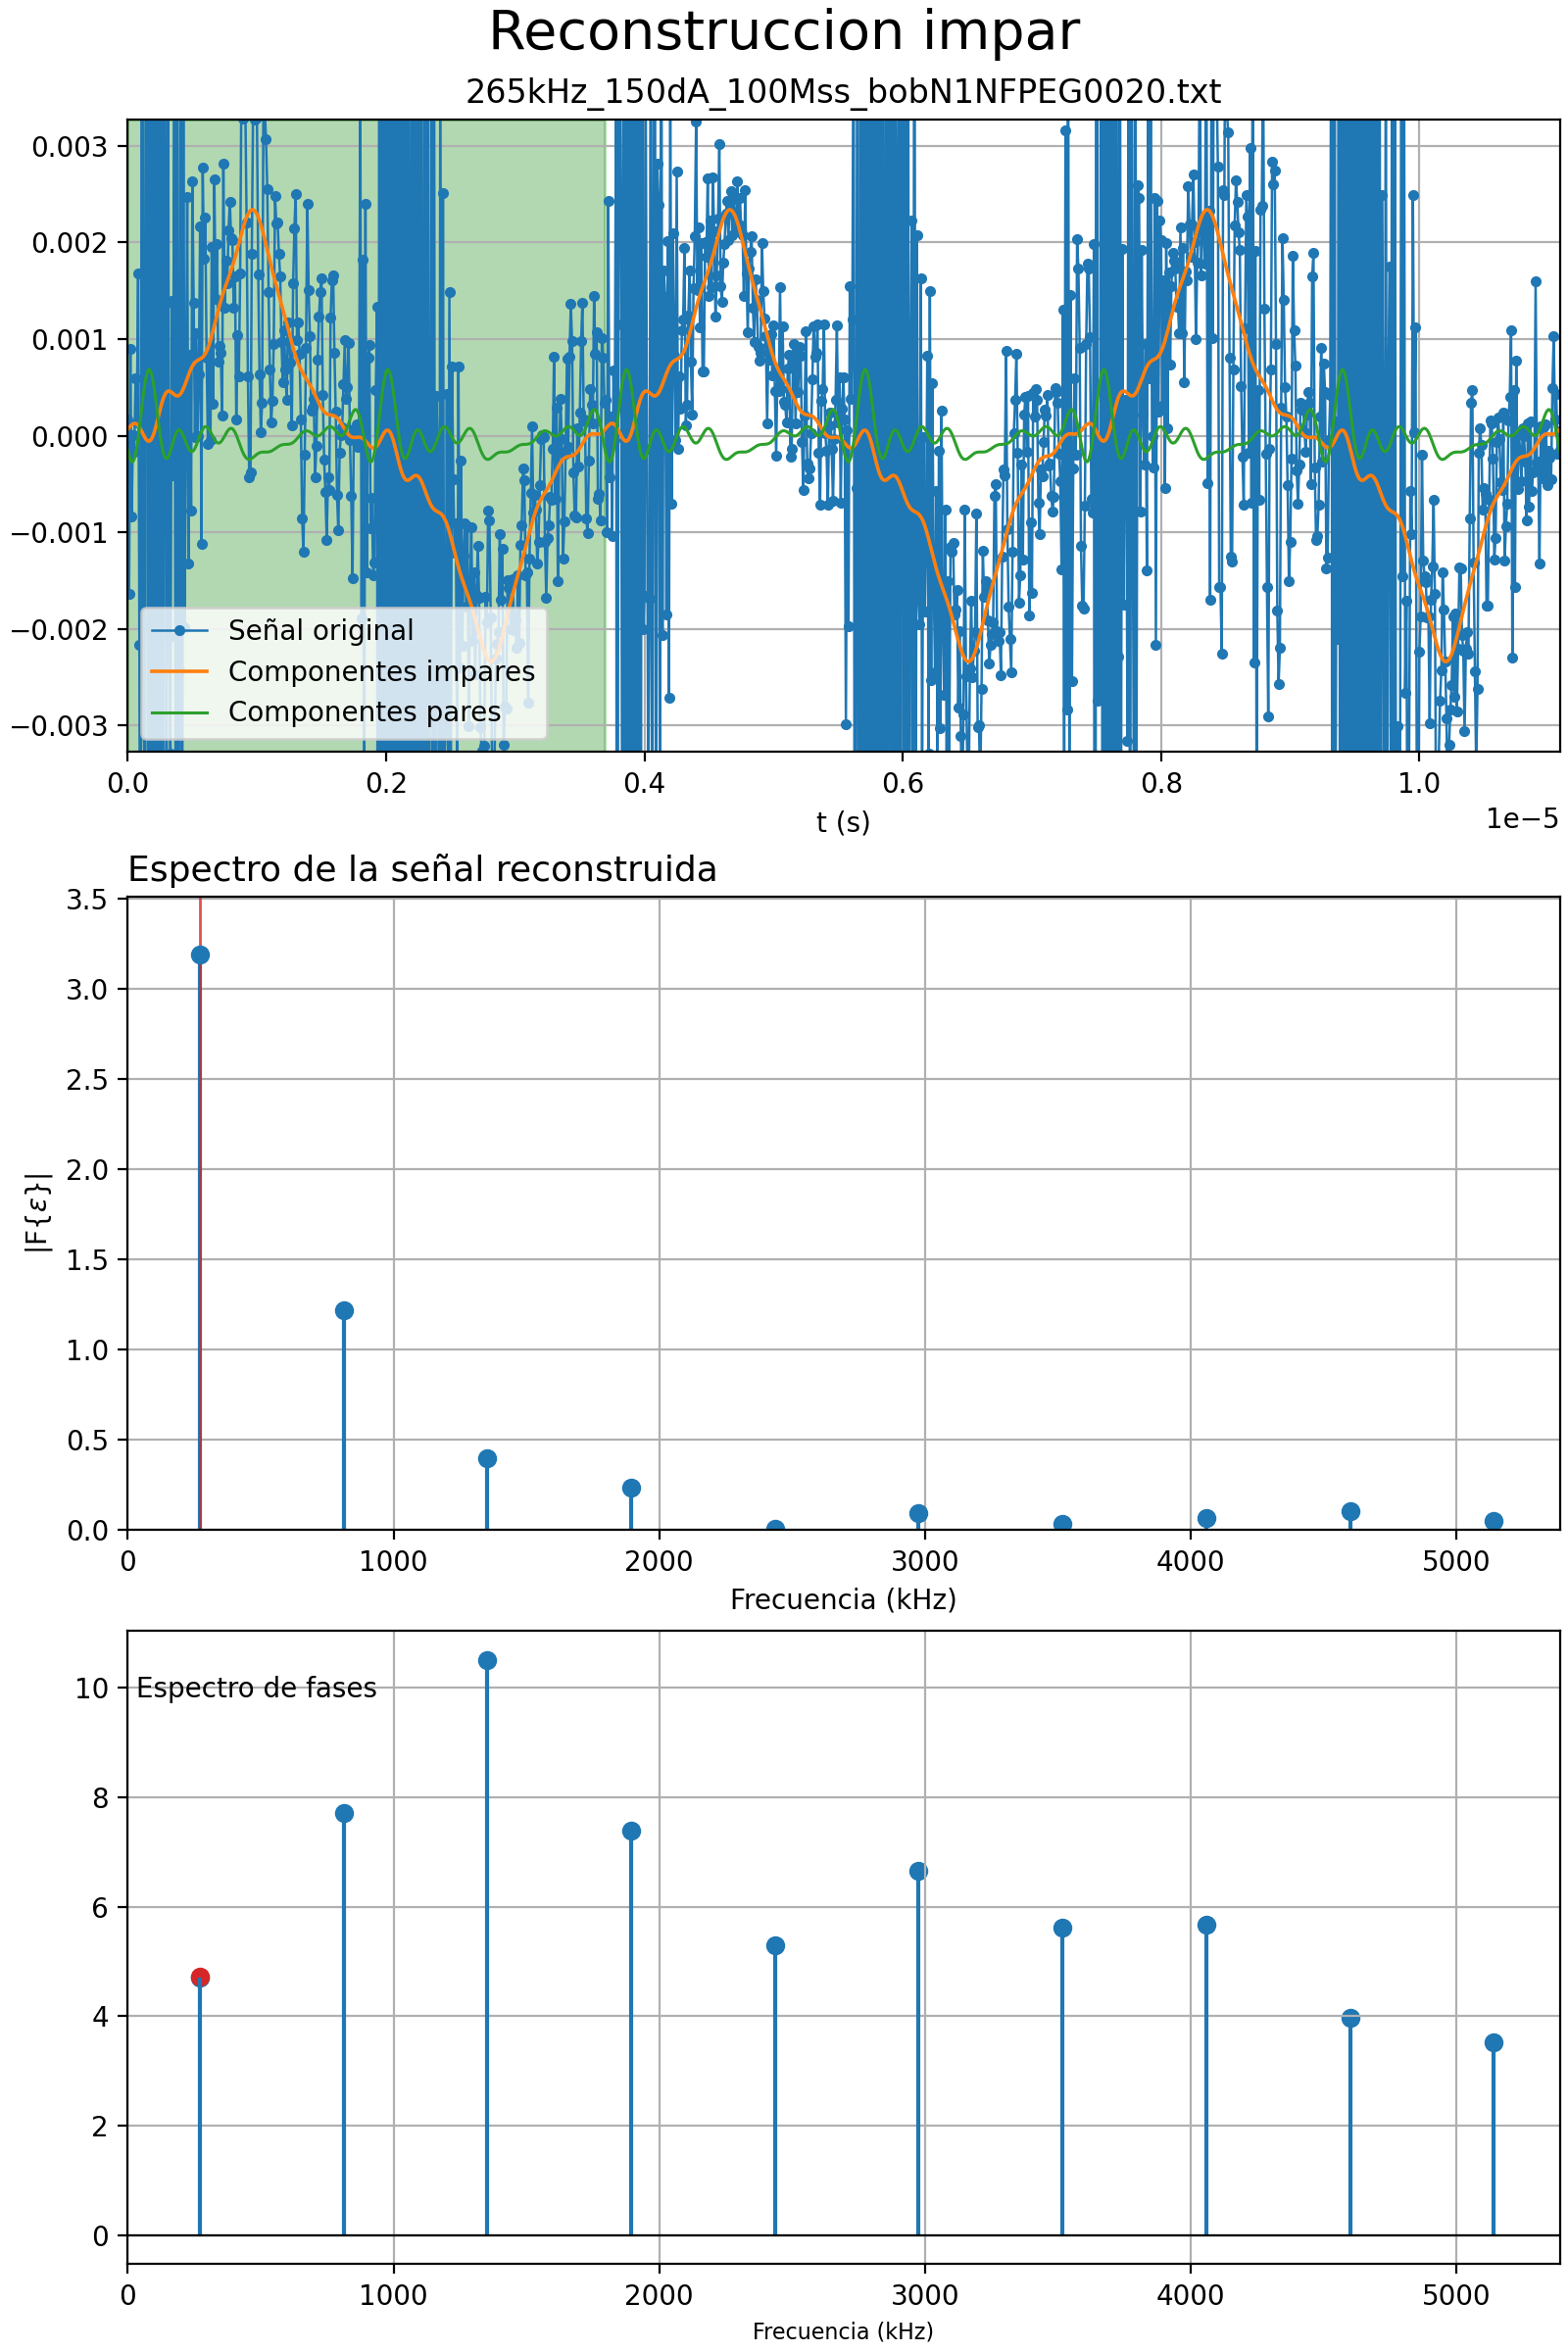 Reconstruccion impar
265kHz_150dA_100Mss_bobN1NFPEG0020.txt
0.003
0.002
0.001
0.000
−0.001
−0.002
−0.003
Señal original
Componentes impares
Componentes pares
0.0 0.2 0.4 0.6 0.8 1.0
1e−5
t (s)
Espectro de la señal reconstruida
3.5
3.0
2.5
2.0
1.5
1.0
0.5
0.0
|F{ε}|
0 1000 2000 3000 4000 5000
Frecuencia (kHz)
Espectro de fases
10
8
6
4
2
0
0 1000 2000 3000 4000 5000
Frecuencia (kHz)